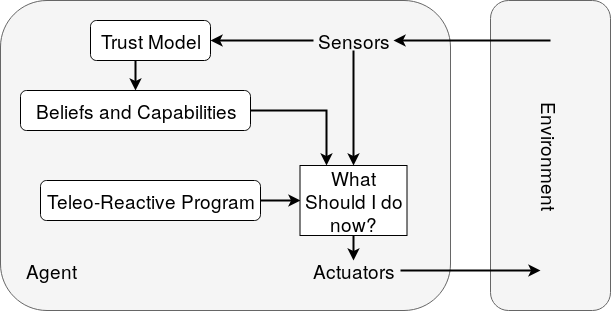 Trust Model
Sensors
Beliefs and Capabilities
Environment
Teleo-Reactive Program
What
Should I do
now?
Agent
Actuators